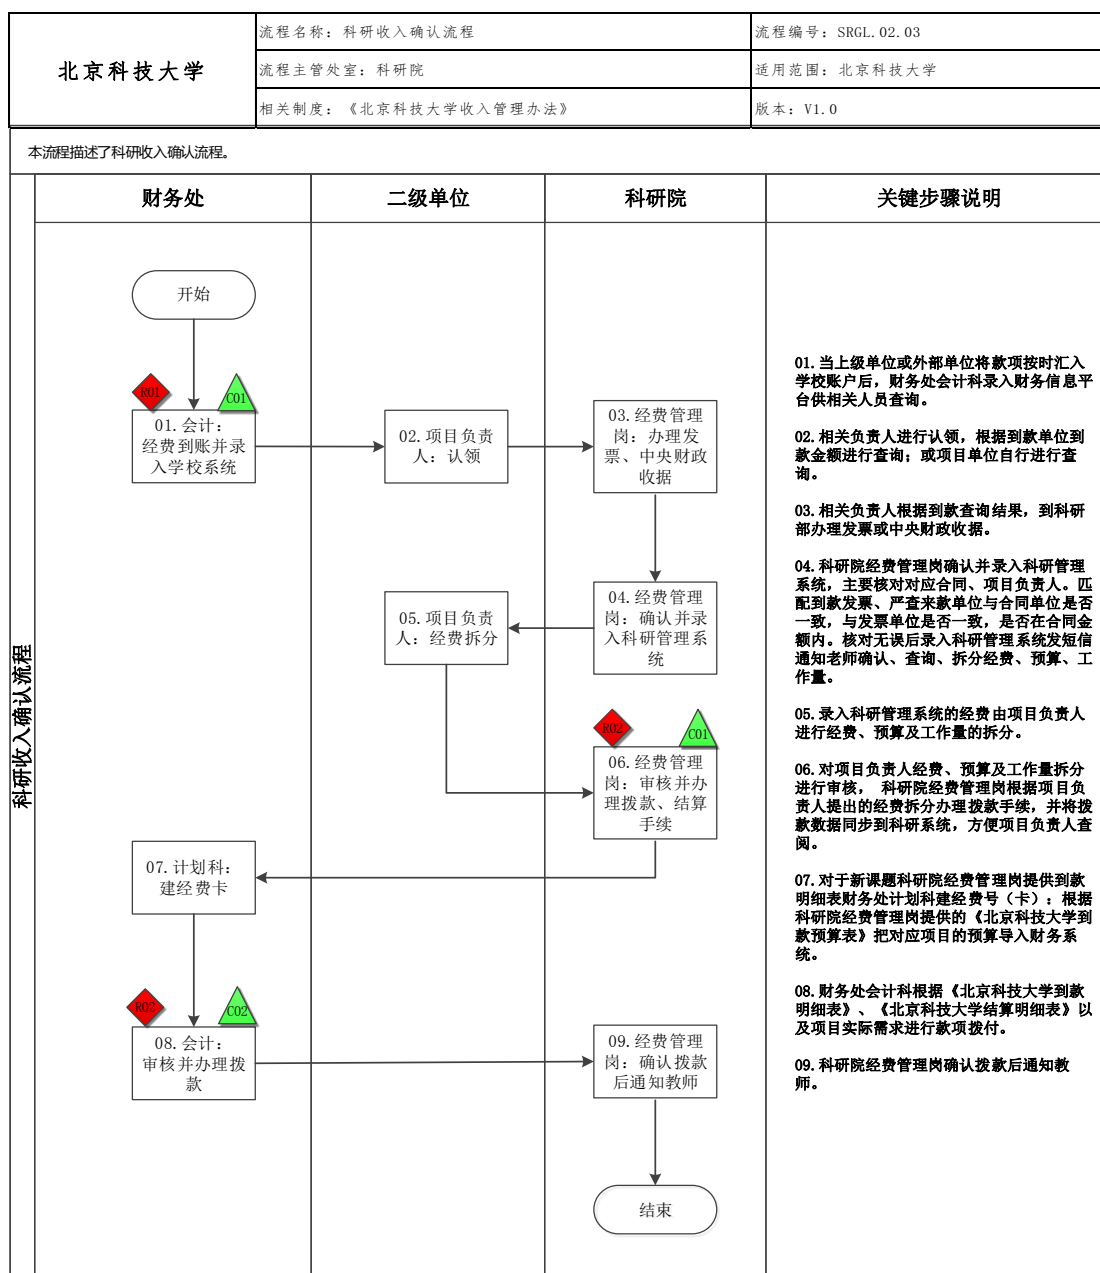 北京科技大学
流程名称：科研收入确认流程
流程编号：SRGL.02.03
流程主管处室：科研院
适用范围：北京科技大学
相关制度：《北京科技大学收入管理办法》
版本：V1.0
本流程描述了科研收入确认流程。
科研收入确认流程
财务处
二级单位
科研院
关键步骤说明
开始
R01
C01
01.会计：
经费到账并录
入学校系统
02.项目负责
人：认领
03.经费管理
岗：办理发
票、中央财政
收据
04.经费管理
岗：确认并录
入科研管理系
统
05.项目负责
人：经费拆分
R02
C01
06.经费管理
岗：审核并办
理拨款、结算
手续
07.计划科：
建经费卡
R02
C02
08.会计：
审核并办理拨
款
09.经费管理
岗：确认拨款
后通知教师
结束
01.当上级单位或外部单位将款项按时汇入
学校账户后，财务处会计科录入财务信息平
台供相关人员查询。
02.相关负责人进行认领，根据到款单位到
款金额进行查询；或项目单位自行进行查
询。
03.相关负责人根据到款查询结果，到科研
部办理发票或中央财政收据。
04.科研院经费管理岗确认并录入科研管理
系统，主要核对对应合同、项目负责人。匹
配到款发票、严查来款单位与合同单位是否
一致，与发票单位是否一致，是否在合同金
额内。核对无误后录入科研管理系统发短信
通知老师确认、查询、拆分经费、预算、工
作量。
05.录入科研管理系统的经费由项目负责人
进行经费、预算及工作量的拆分。
06.对项目负责人经费、预算及工作量拆分
进行审核， 科研院经费管理岗根据项目负
责人提出的经费拆分办理拨款手续，并将拨
款数据同步到科研系统，方便项目负责人查
阅。
07.对于新课题科研院经费管理岗提供到款
明细表财务处计划科建经费号（卡）：根据
科研院经费管理岗提供的《北京科技大学到
款预算表》把对应项目的预算导入财务系
统。
08.财务处会计科根据《北京科技大学到款
明细表》、《北京科技大学结算明细表》以
及项目实际需求进行款项拨付。
09.科研院经费管理岗确认拨款后通知教
师。